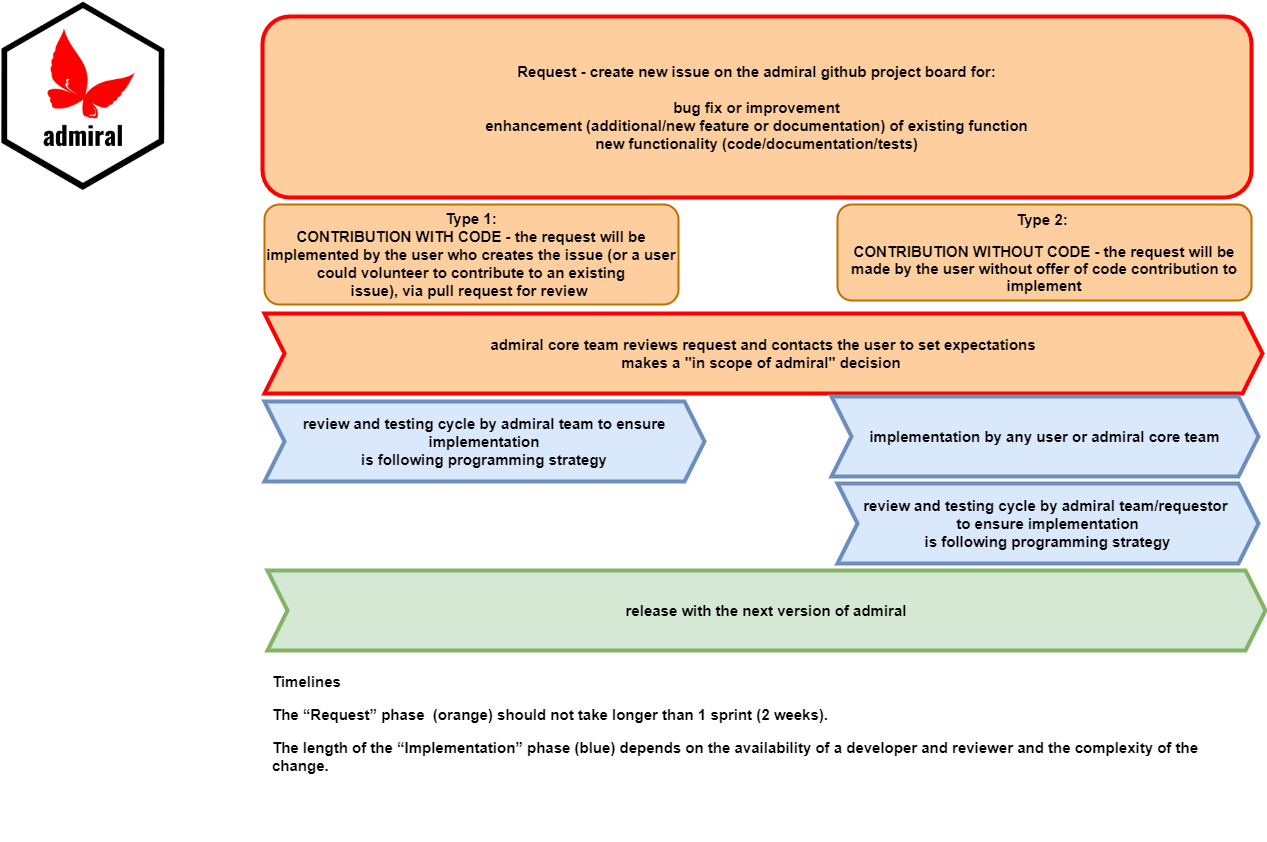 admiral
Request - create new issue on the admiral github project board for:
bug fix or improvement
enhancement (additional/new feature or documentation) of existing function
new functionality (code/documentation/tests)
Type 1:
CONTRIBUTION WITH CODE - the request will be
implemented by the user who creates the issue (or a user
could volunteer to contribute to an existing
issue), via pull request for review
Type 2:
CONTRIBUTION WITHOUT CODE - the request will be
made by the user without offer of code contribution to
implement
admiral core team reviews request and contacts the user to set expectations
makes a "in scope of admiral" decision
review and testing cycle by admiral team to ensure
implementation
is following programming strategy
implementation by any user or admiral core team
review and testing cycle by admiral team/requestor
to ensure implementation
is following programming strategy
release with the next version of admiral
Timelines
The “Request” phase  (orange) should not take longer than 1 sprint (2 weeks).
The length of the “Implementation” phase (blue) depends on the availability of a developer and reviewer and the complexity of the
change.